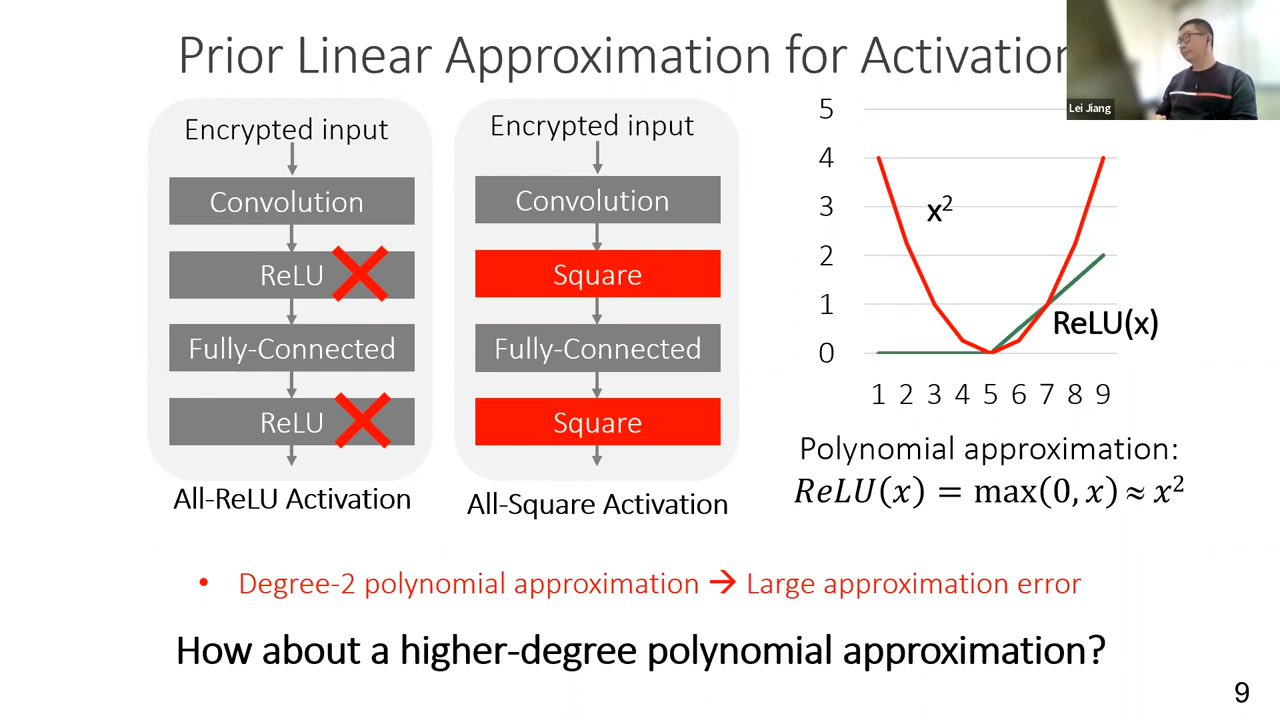 Prior Linear Approximation for Activation
Lei Jiang
Encrypted input
Convolution
ReLU
Fully-Connected
ReLU
All-ReLU Activation
Encrypted input
Convolution
Square
Fully-Connected
Square
All-Square Activation
5
4
3
2
1
0
x²
ReLU(x)
1 2 3 4 5 6 7 8 9
Polynomial approximation:
ReLU(x) = max(0, x) ≈ x²
• Degree-2 polynomial approximation → Large approximation error
How about a higher-degree polynomial approximation?
9